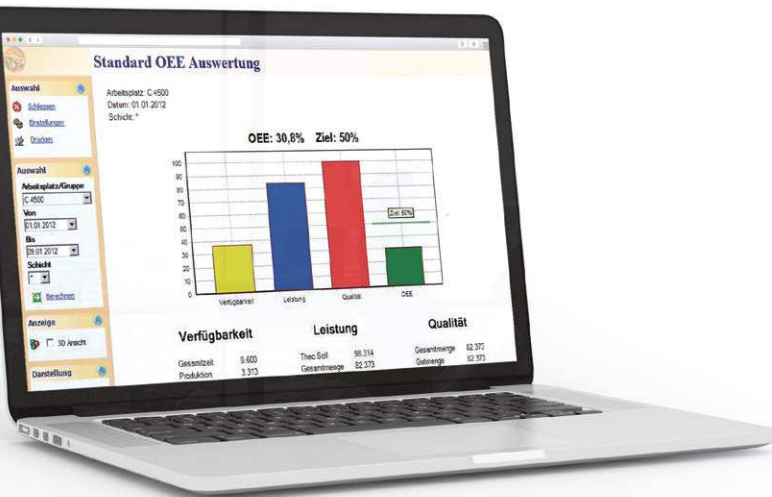 Standard OEE Auswertung
Auswahl
Schliessen
Einstellungen
Drucken
Auswahl
Arbeitsplatz/Gruppe
C 4500
Von
01.01.2012
Bis
09.01.2012
Schicht
*
Berechnen
Anzeige
3D Ansicht
Darstellung
Arbeitsplatz: C 4500
Datum: 01.01.2012
Schicht: *
OEE: 30,8% Ziel: 50%
100
90
80
70
60
50
40
30
20
10
0
Verfügbarkeit Leistung Qualität OEE
Verfügbarkeit
Gesamtzeit 9.600
Produktion 3.313
Leistung
Theo.Soll 98.314
Gesamtmenge 82.373
Qualität
Gesamtmenge 82.373
Gutmenge 82.373